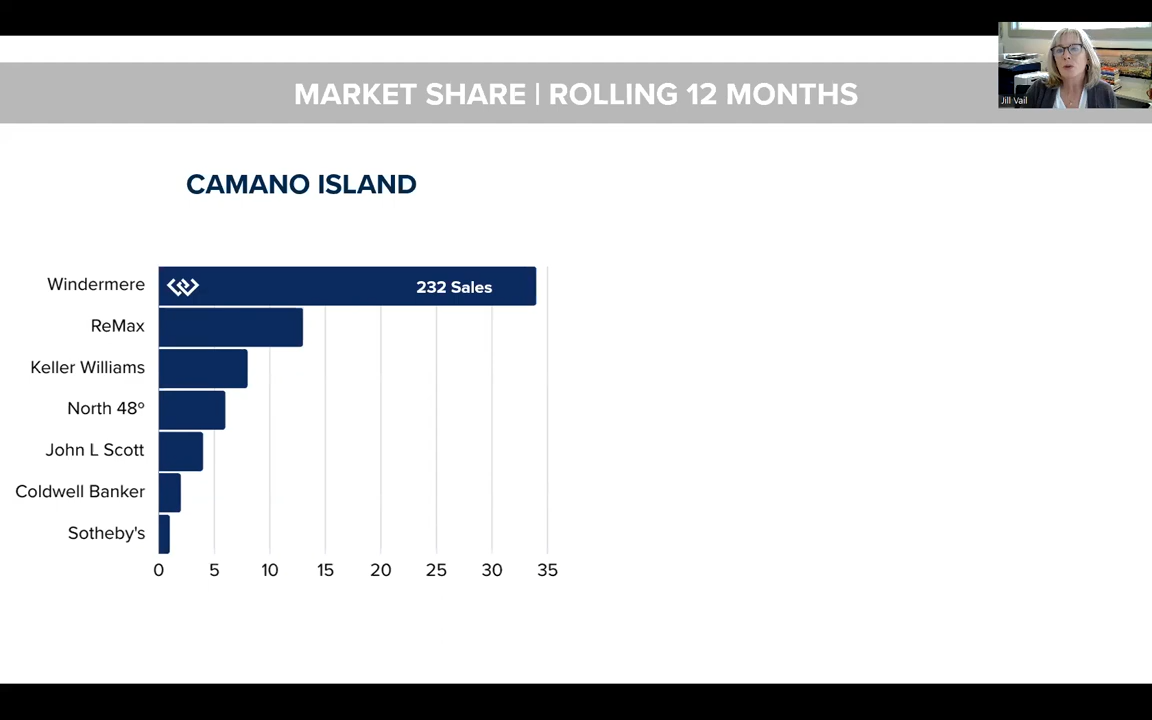 MARKET SHARE | ROLLING 12 MONTHS
Jill Vail
CAMANO ISLAND
Windermere
232 Sales
ReMax
Keller Williams
North 48º
John L Scott
Coldwell Banker
Sotheby's
0 5 10 15 20 25 30 35